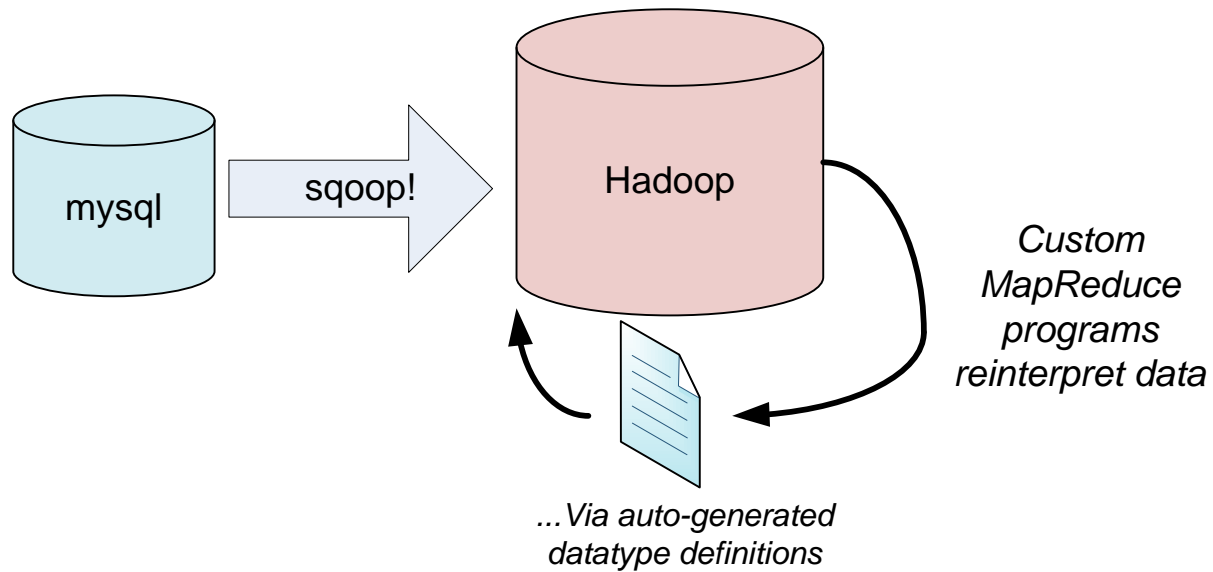 mysql
sqoop!
Hadoop
Custom
MapReduce
programs
reinterpret data
...Via auto-generated
datatype definitions